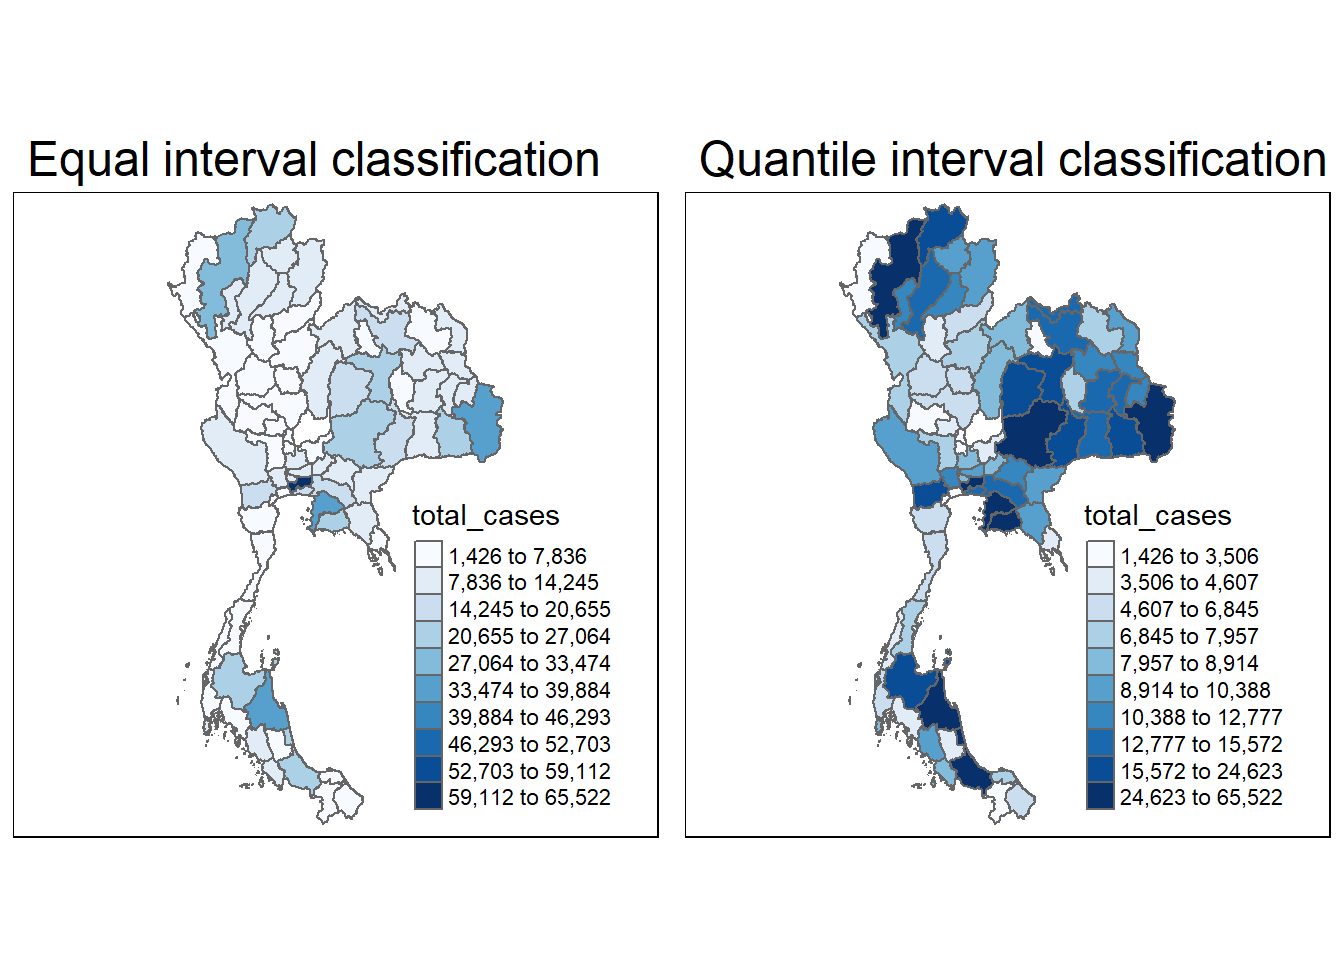 Equal interval classification
total_cases
1,426 to 7,836
7,836 to 14,245
14,245 to 20,655
20,655 to 27,064
27,064 to 33,474
33,474 to 39,884
39,884 to 46,293
46,293 to 52,703
52,703 to 59,112
59,112 to 65,522
Quantile interval classification
total_cases
1,426 to 3,506
3,506 to 4,607
4,607 to 6,845
6,845 to 7,957
7,957 to 8,914
8,914 to 10,388
10,388 to 12,777
12,777 to 15,572
15,572 to 24,623
24,623 to 65,522